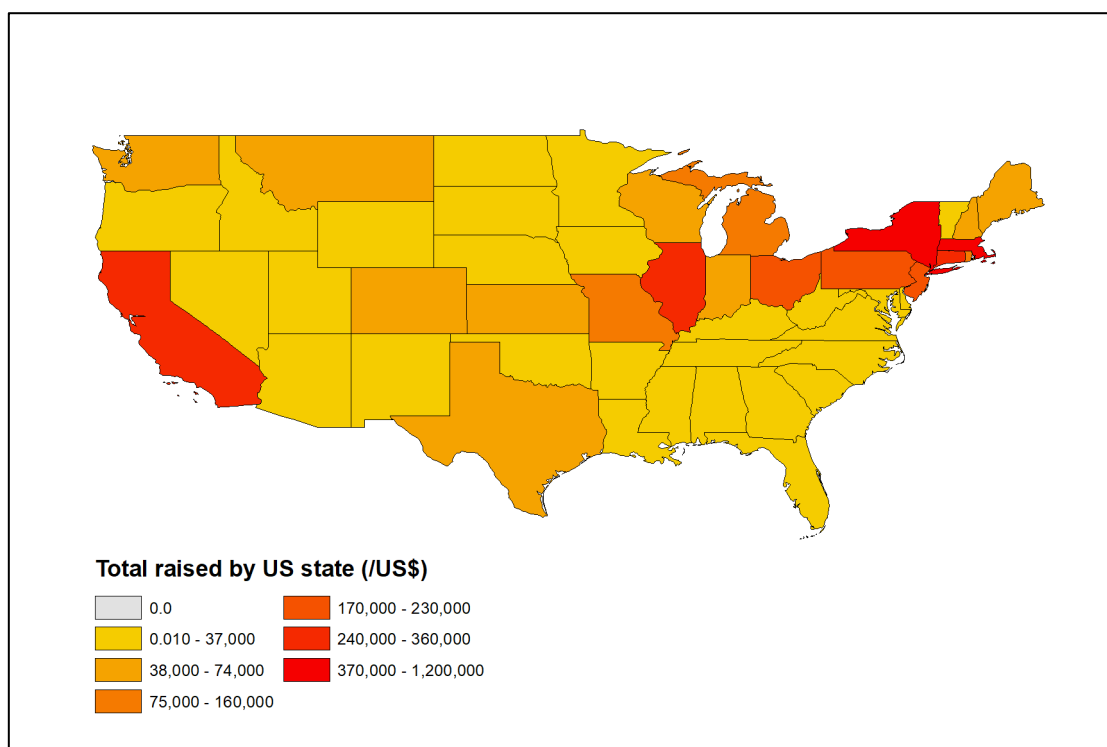 Total raised by US state (/US$)
0.0
0.010 - 37,000
38,000 - 74,000
75,000 - 160,000
170,000 - 230,000
240,000 - 360,000
370,000 - 1,200,000